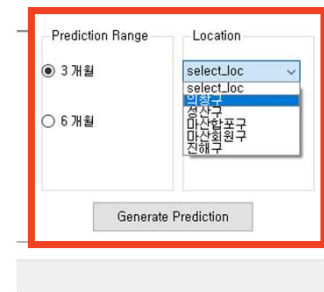 Prediction Range
Location
3 개월
6 개월
select_loc
select_loc
의창구
성산구
마산합포구
마산회원구
진해구
Generate Prediction